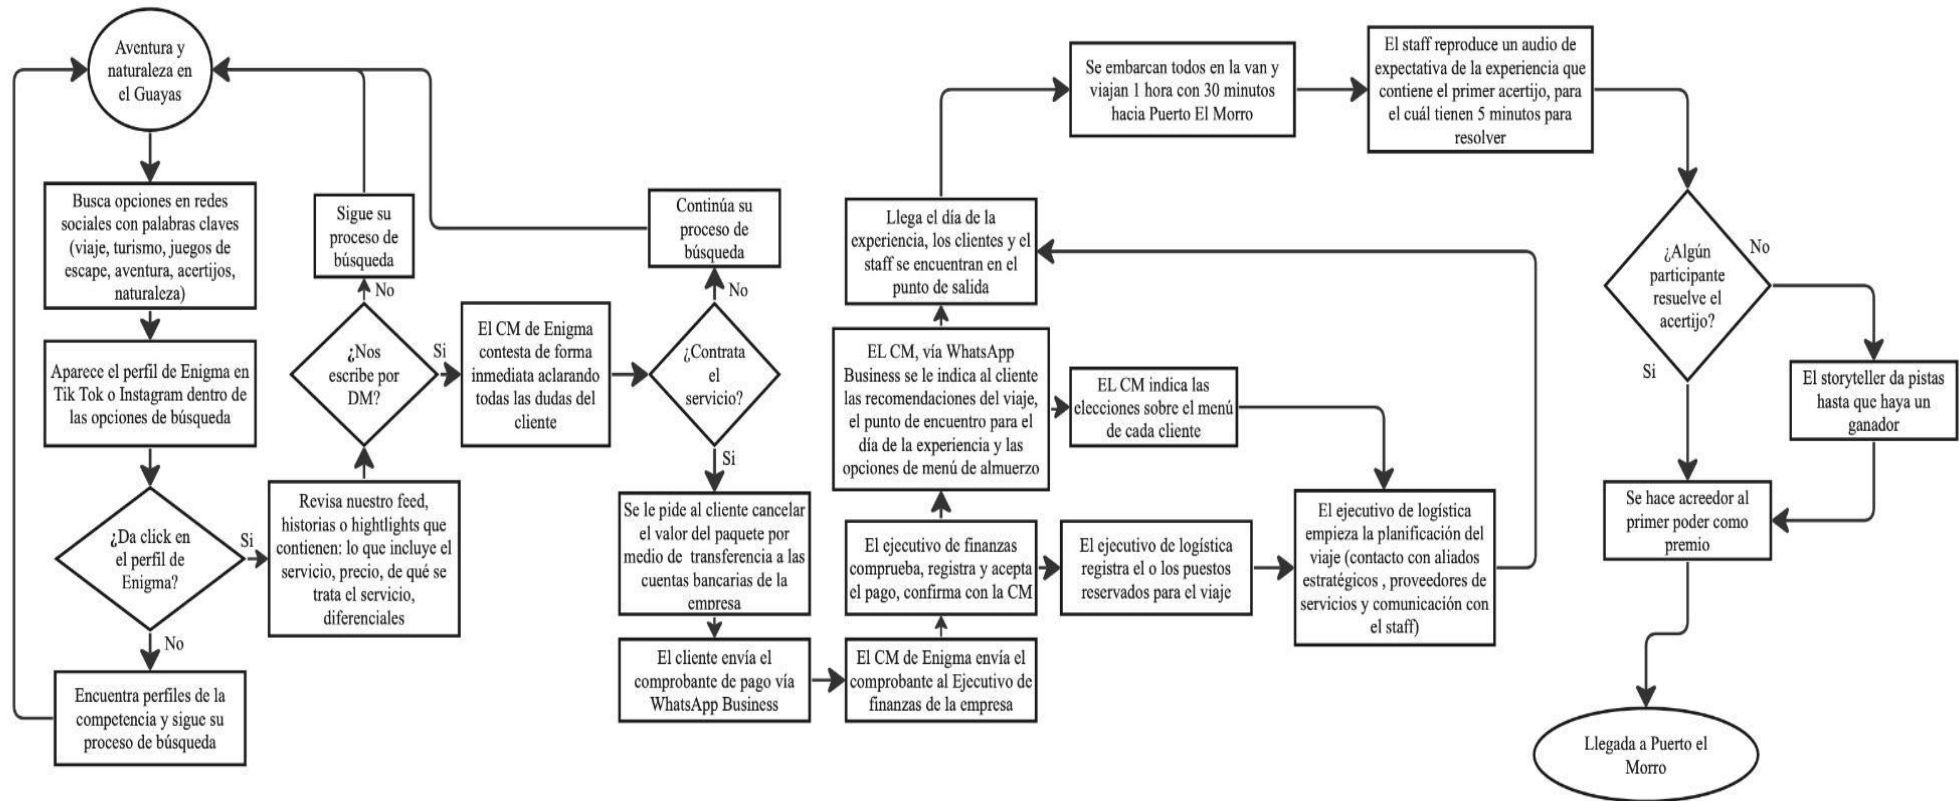 Aventura y
naturaleza en
el Guayas
Busca opciones en redes
sociales con palabras claves
(viaje, turismo, juegos de
escape, aventura, acertijos,
naturaleza)
Aparece el perfil de Enigma en
Tik Tok o Instagram dentro de
las opciones de búsqueda
¿Da click en
el perfil de
Enigma?
Si
No
Encuentra perfiles de la
competencia y sigue su
proceso de búsqueda
Revisa nuestro feed,
historias o hightlights que
contienen: lo que incluye el
servicio, precio, de qué se
trata el servicio,
diferenciales
¿Nos
escribe por
DM?
No
Si
Sigue su
proceso de
búsqueda
El CM de Enigma
contesta de forma
inmediata aclarando
todas las dudas del
cliente
¿Contrata
el
servicio?
No
Si
Continúa su
proceso de
búsqueda
Se le pide al cliente cancelar
el valor del paquete por
medio de transferencia a las
cuentas bancarias de la
empresa
El cliente envía el
comprobante de pago vía
WhatsApp Business
El CM de Enigma envía el
comprobante al Ejecutivo de
finanzas de la empresa
El ejecutivo de finanzas
comprueba, registra y acepta
el pago, confirma con la CM
El ejecutivo de logística
registra el o los puestos
reservados para el viaje
EL CM, vía WhatsApp
Business se le indica al cliente
las recomendaciones del viaje,
el punto de encuentro para el
día de la experiencia y las
opciones de menú de almuerzo
EL CM indica las
elecciones sobre el menú
de cada cliente
El ejecutivo de logística
empieza la planificación del
viaje (contacto con aliados
estratégicos , proveedores de
servicios y comunicación con
el staff)
Llega el día de la
experiencia, los clientes y el
staff se encuentran en el
punto de salida
Se embarcan todos en la van y
viajan 1 hora con 30 minutos
hacia Puerto El Morro
El staff reproduce un audio de
expectativa de la experiencia que
contiene el primer acertijo, para
el cuál tienen 5 minutos para
resolver
¿Algún
participante
resuelve el
acertijo?
No
Si
El storyteller da pistas
hasta que haya un
ganador
Se hace acreedor al
primer poder como
premio
Llegada a Puerto el
Morro